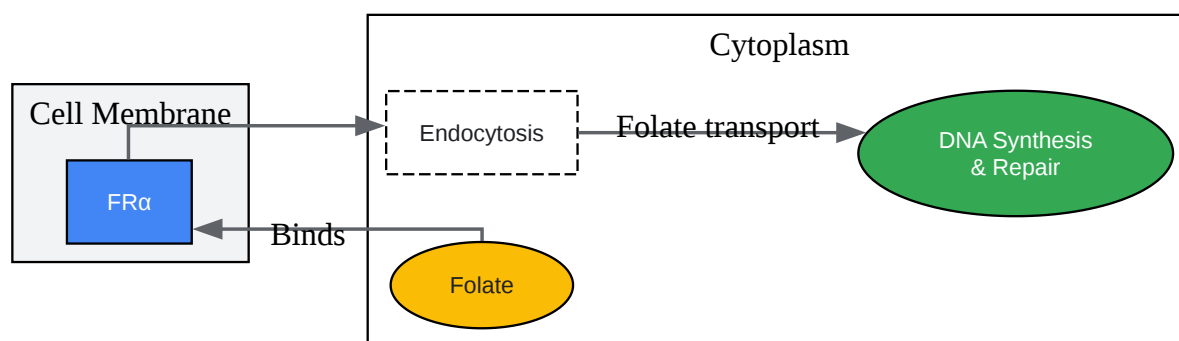 Cytoplasm
Cell Membrane
Endocytosis
Folate transport
DNA Synthesis
& Repair
FRα
Binds
Folate